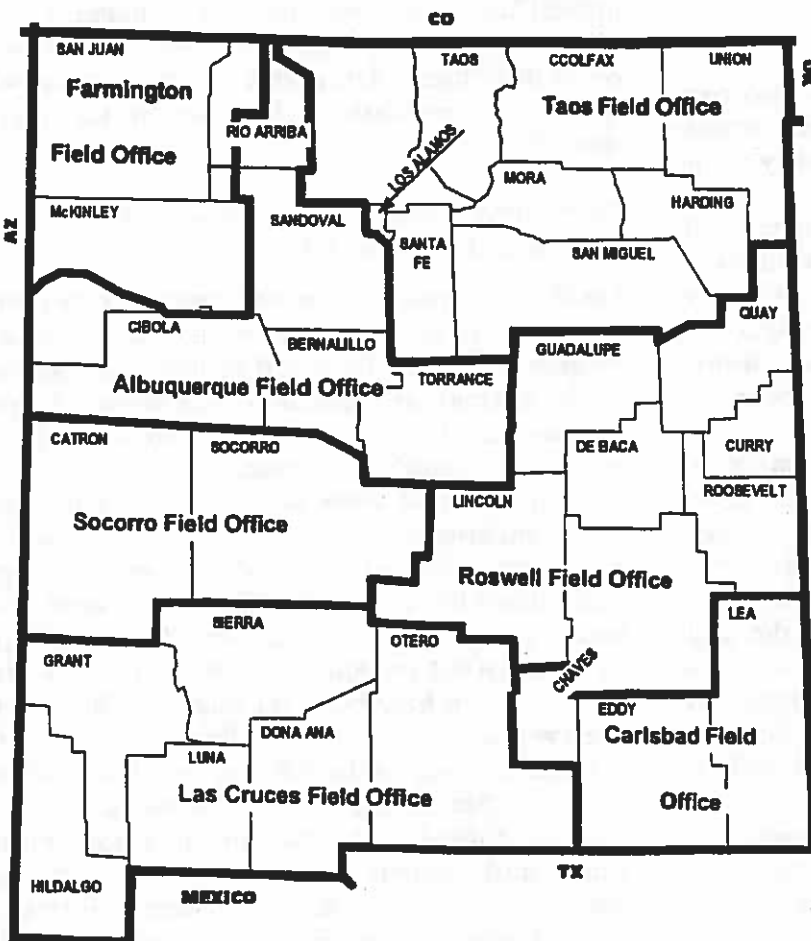 CO
SAN JUAN
TAOS
CCOLFAX
UNION
Farmington
Field Office
Taos Field Office
RIO ARRIBA
LOS ALAMOS
MORA
McKINLEY
SANDOVAL
HARDING
AZ
SANTA
FE
SAN MIGUEL
QUAY
CIBOLA
BERNALILLO
GUADALUPE
Albuquerque Field Office
TORRANCE
CATRON
SOCORRO
DE BACA
CURRY
LINCOLN
ROOSEVELT
Socorro Field Office
Roswell Field Office
SIERRA
OTERO
LEA
GRANT
CHAVES
EDDY
DONA ANA
Carlsbad Field
Office
LUNA
Las Cruces Field Office
HILDALGO
MEXICO
TX